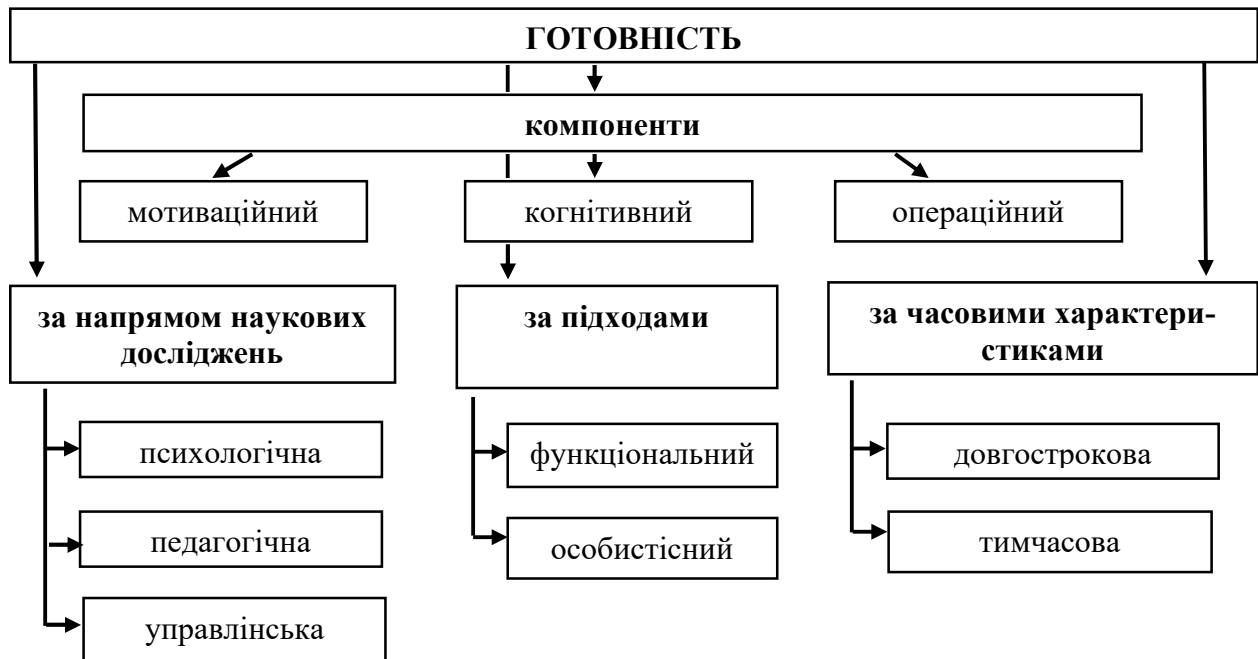 ГОТОВНІСТЬ
компоненти
мотиваційний
когнітивний
операційний
за напрямом наукових
досліджень
за підходами
за часовими характери-
стиками
психологічна
педагогічна
управлінська
функціональний
особистісний
довгострокова
тимчасова